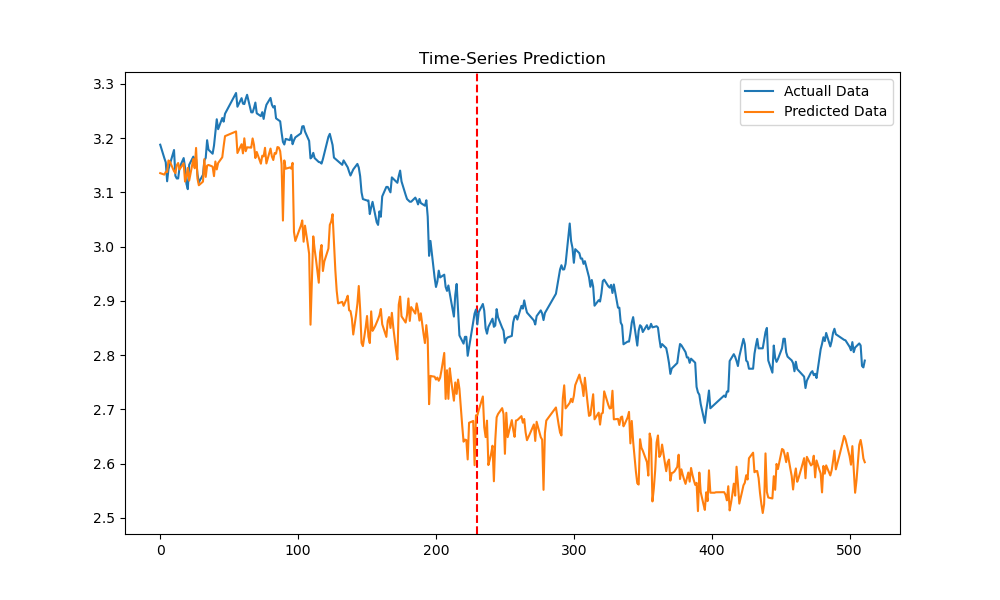 Time-Series Prediction
Actuall Data
Predicted Data
3.3
3.2
3.1
3.0
2.9
2.8
2.7
2.6
2.5
0 100 200 300 400 500